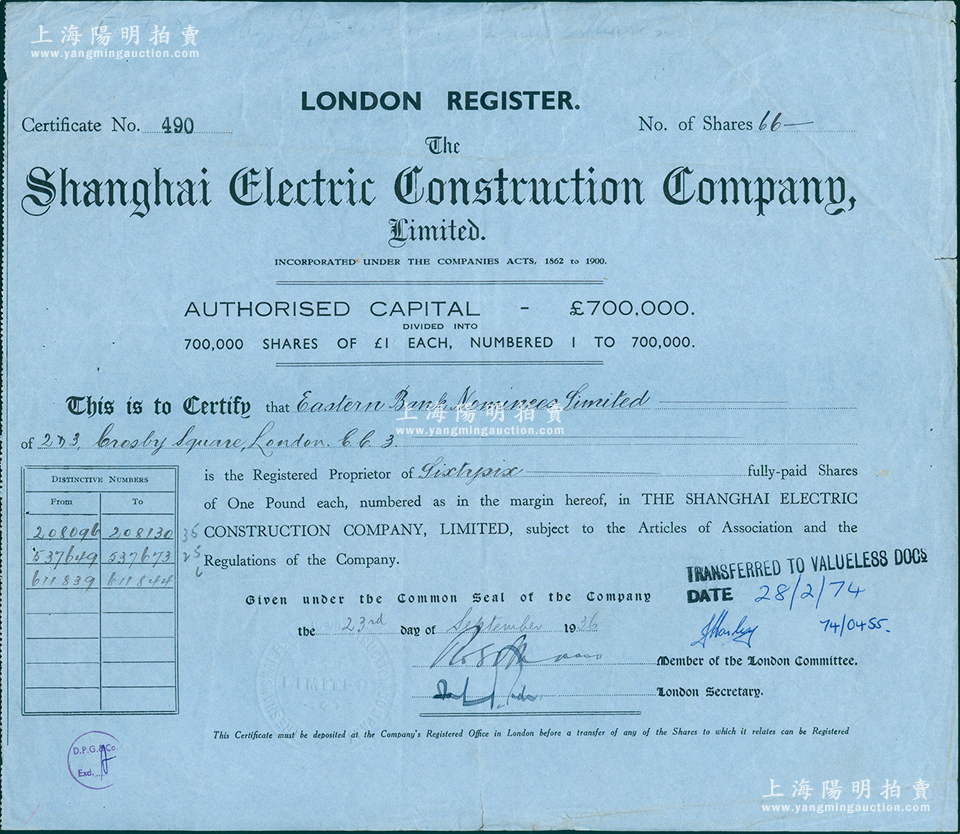 上海陽明拍賣
www.yangmingauction.com
LONDON REGISTER.
Certificate No. 490
No. of Shares 66—
The
Shanghai Electric Construction Company,
Limited.
INCORPORATED UNDER THE COMPANIES ACTS, 1862 to 1900.
AUTHORISED CAPITAL - £700,000.
DIVIDED INTO
700,000 SHARES OF £1 EACH, NUMBERED 1 TO 700,000.
This is to Certify that Eastern Bank Nominees Limited
上海陽明拍賣
www.yangmingauction.com
of 2 & 3, Crosby Square, London. E.C.3.
is the Registered Proprietor of Sixtysix fully-paid Shares
of One Pound each, numbered as in the margin hereof, in THE SHANGHAI ELECTRIC
CONSTRUCTION COMPANY, LIMITED, subject to the Articles of Association and the
Regulations of the Company.
DISTINCTIVE NUMBERS
From To
208096 208130 35
537649 537673 25
611839 611844 6
TRANSFERRED TO VALUELESS DOCS
DATE 28/2/74
74/0455.
Given under the Common Seal of the Company
the 23rd day of September 1936
Member of the London Committee.
LIMITED
London Secretary.
This Certificate must be deposited at the Company's Registered Office in London before a transfer of any of the Shares to which it relates can be Registered
D.P.G. & Co.
Exd.
上海陽明拍賣
www.yangmingauction.com